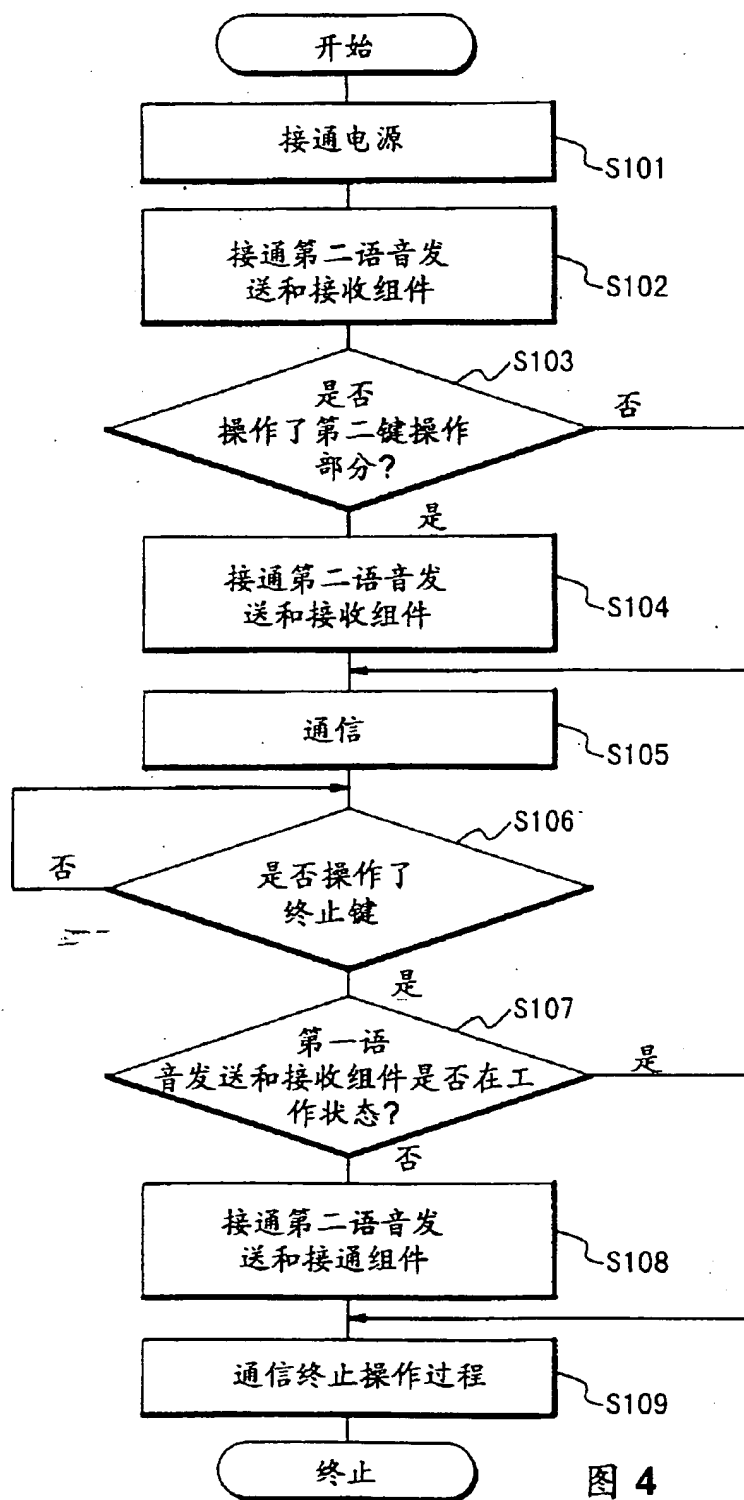 开始
接通电源
S101
接通第二语音发
送和接收组件
S102
S103
是否
操作了第二键操作
部分?
否
是
接通第二语音发
送和接收组件
S104
通信
S105
S106
否
是否操作了
终止键
是
S107
第一语
音发送和接收组件是否在工
作状态?
是
否
接通第二语音发
送和接通组件
S108
通信终止操作过程
S109
终止
图 4